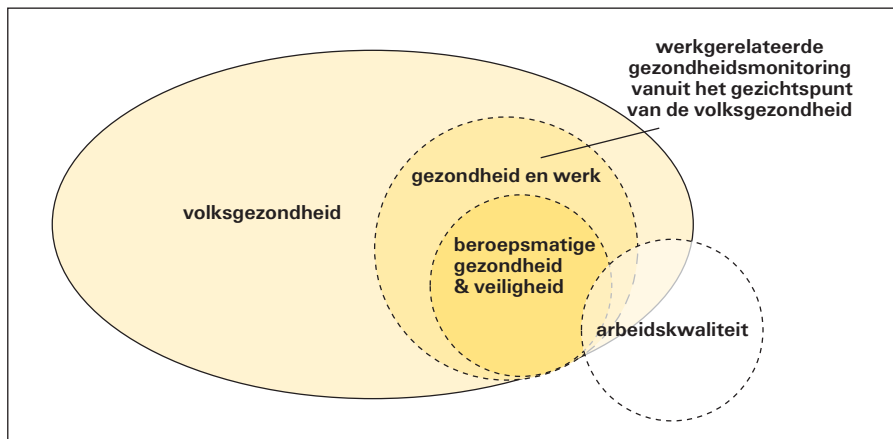 werkgerelateerde
gezondheidsmonitoring
vanuit het gezichtspunt
van de volksgezondheid
gezondheid en werk
volksgezondheid
beroepsmatige
gezondheid
& veiligheid
arbeidskwaliteit